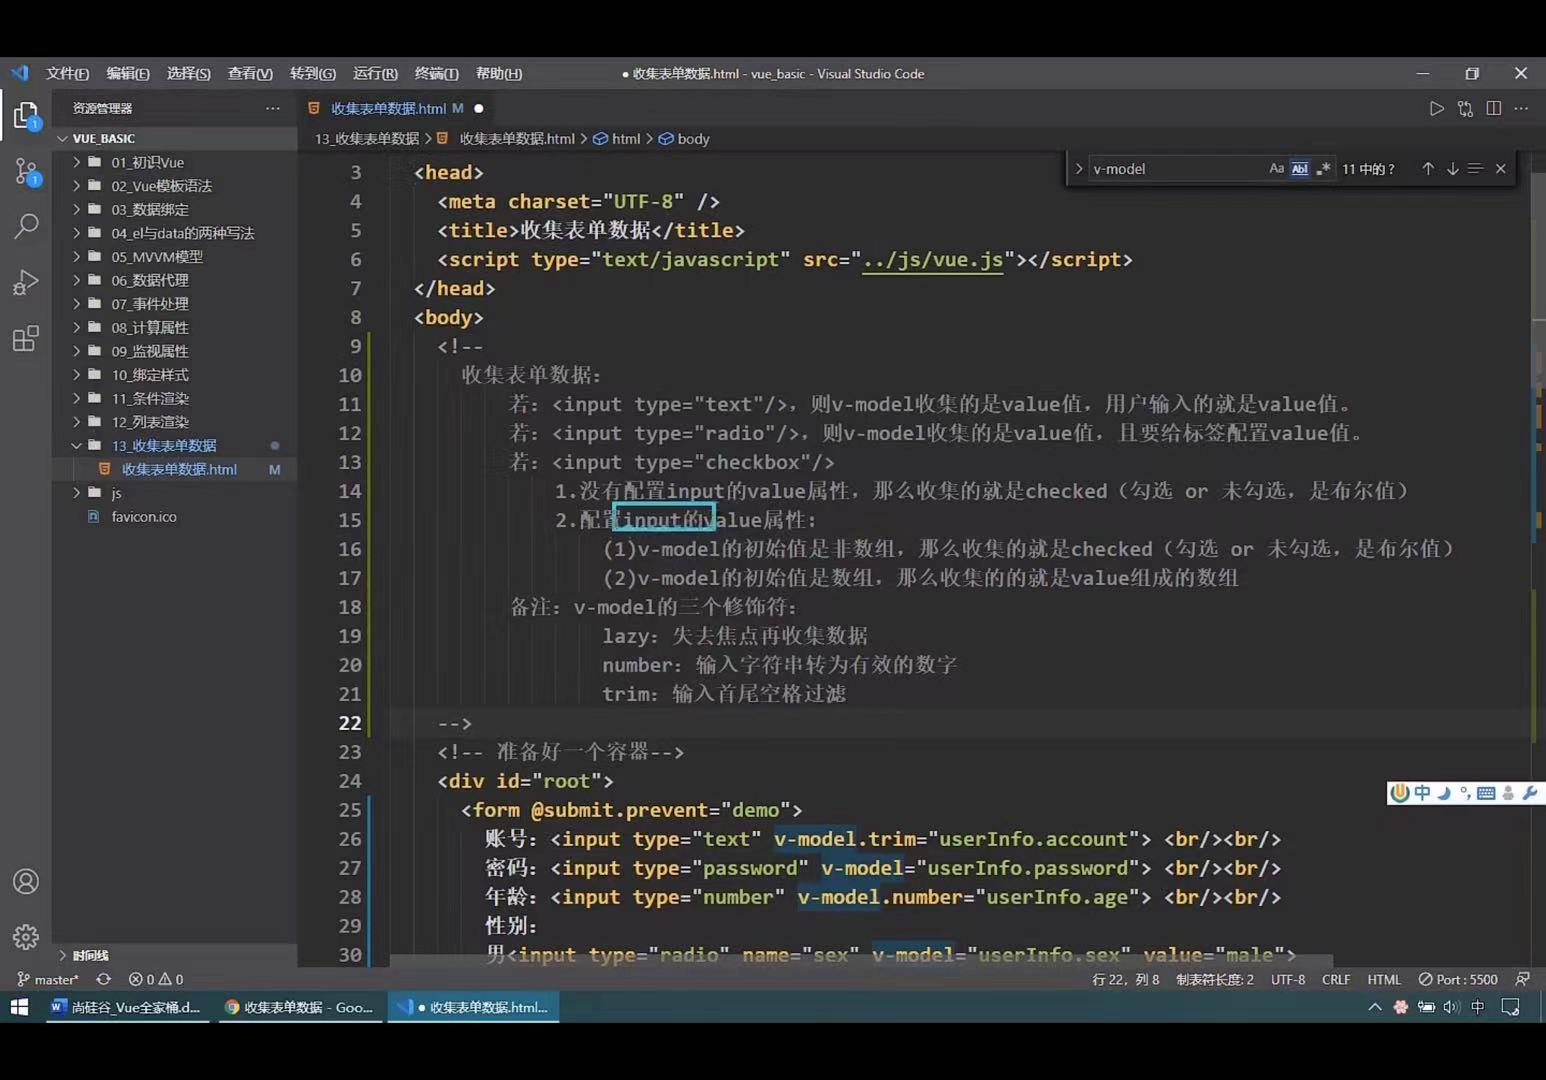 文件(F) 编辑(E) 选择(S) 查看(V) 转到(G) 运行(R) 终端(T) 帮助(H) ● 收集表单数据.html - vue_basic - Visual Studio Code
资源管理器
收集表单数据.html M
VUE_BASIC
13_收集表单数据 > 收集表单数据.html > html > body
v-model Aa Abl .* 11 中的 ?
01_初识Vue
02_Vue模板语法
03_数据绑定
04_el与data的两种写法
05_MVVM模型
06_数据代理
07_事件处理
08_计算属性
09_监视属性
10_绑定样式
11_条件渲染
12_列表渲染
13_收集表单数据
收集表单数据.html M
js
favicon.ico
时间线
1
1
3 <head>
4 <meta charset="UTF-8" />
5 <title>收集表单数据</title>
6 <script type="text/javascript" src="../js/vue.js"></script>
7 </head>
8 <body>
9 <!--
10 收集表单数据：
11 若：<input type="text"/>，则v-model收集的是value值，用户输入的就是value值。
12 若：<input type="radio"/>，则v-model收集的是value值，且要给标签配置value值。
13 若：<input type="checkbox"/>
14 1.没有配置input的value属性，那么收集的就是checked（勾选 or 未勾选，是布尔值）
15 2.配置input的value属性:
16 (1)v-model的初始值是非数组，那么收集的就是checked（勾选 or 未勾选，是布尔值）
17 (2)v-model的初始值是数组，那么收集的的就是value组成的数组
18 备注：v-model的三个修饰符：
19 lazy：失去焦点再收集数据
20 number：输入字符串转为有效的数字
21 trim：输入首尾空格过滤
22 -->
23 <!-- 准备好一个容器-->
24 <div id="root">
25 <form @submit.prevent="demo">
26 账号：<input type="text" v-model.trim="userInfo.account"> <br/><br/>
27 密码：<input type="password" v-model="userInfo.password"> <br/><br/>
28 年龄：<input type="number" v-model.number="userInfo.age"> <br/><br/>
29 性别：
30 男<input type="radio" name="sex" v-model="userInfo.sex" value="male">
中
master* 0 0 行 22，列 8 制表符长度: 2 UTF-8 CRLF HTML Port : 5500
尚硅谷_Vue全家桶.d... 收集表单数据 - Goo... ● 收集表单数据.html... 中